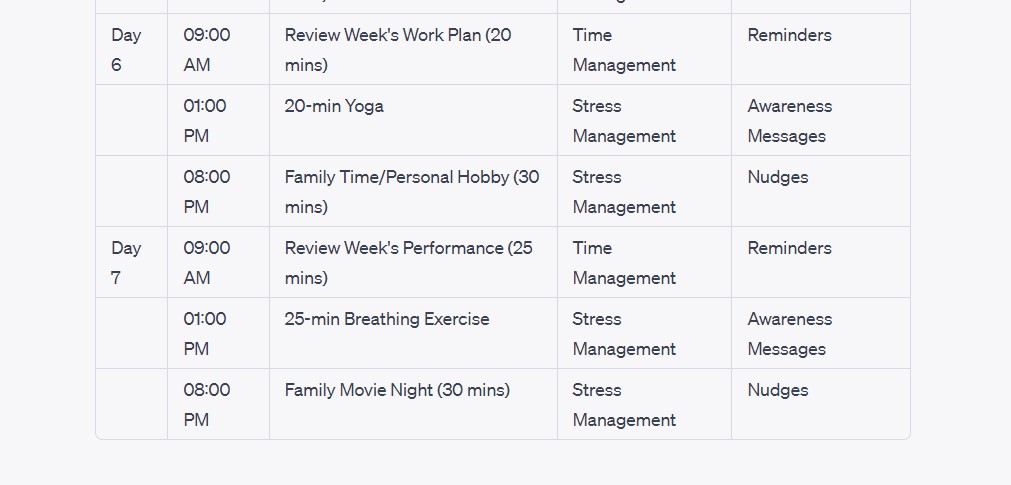 Day 09:00 Review Week's Work Plan (20 Time Reminders
6 AM mins) Management
01:00 20-min Yoga Stress Awareness
PM Management Messages
08:00 Family Time/Personal Hobby (30 Stress Nudges
PM mins) Management
Day 09:00 Review Week's Performance (25 Time Reminders
7 AM mins) Management
01:00 25-min Breathing Exercise Stress Awareness
PM Management Messages
08:00 Family Movie Night (30 mins) Stress Nudges
PM Management